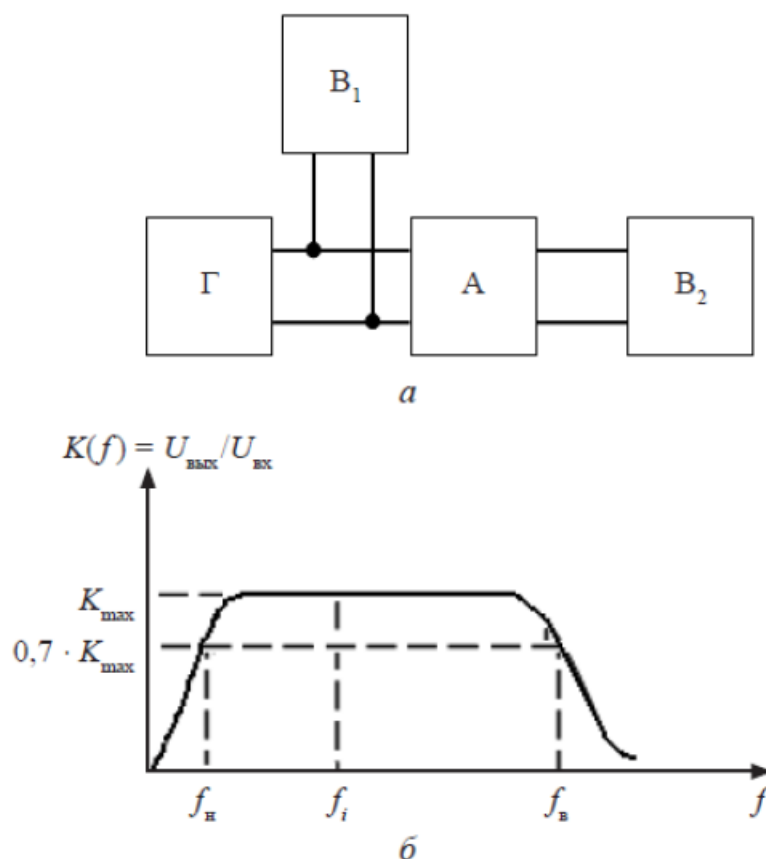 В₁
Г
А
В₂
а
K(f) = Uвых/Uвх
Kmax
0,7 · Kmax
fн fi fв f
б